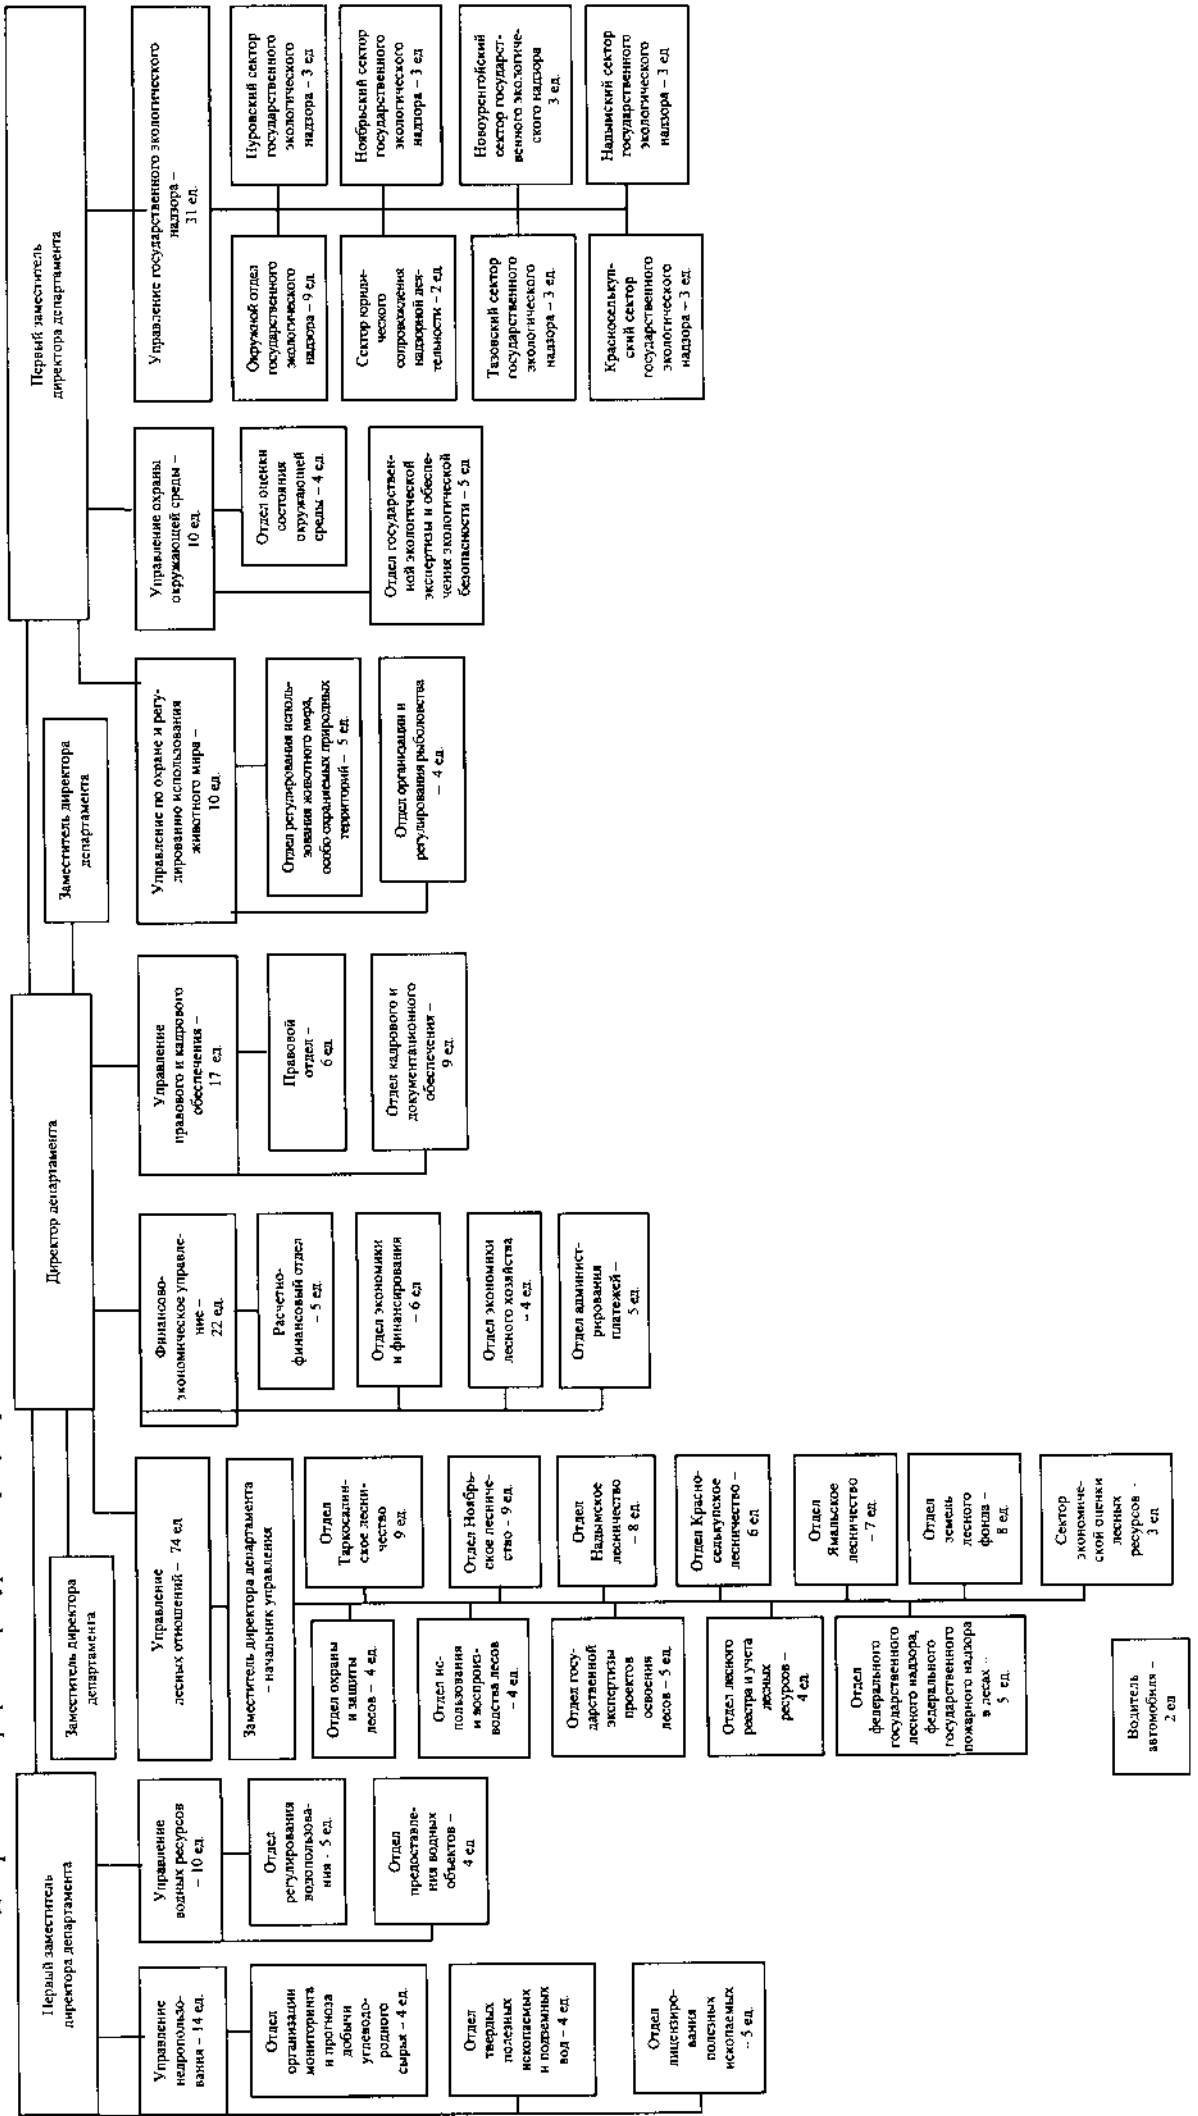 Первый заместитель
директора департамента
Директор департамента
Первый заместитель
директора департамента
Заместитель директора
департамента
Заместитель директора
департамента
Управление
недропользо-
вания – 14 ед.
Отдел
организации
мониторинга
и прогноза
добычи
углеводо-
родного
сырья – 4 ед.
Отдел
твердых
полезных
ископаемых
и подземных
вод – 4 ед.
Отдел
лицензиро-
вания
полезных
ископаемых
– 5 ед.
Управление
водных ресурсов
– 10 ед.
Отдел
регулирования
водопользова-
ния - 5 ед.
Отдел
предоставле-
ния водных
объектов –
4 ед
Управление
лесных отношений – 74 ед
Заместитель директора департамента
– начальник управления
Отдел охраны
и защиты
лесов – 4 ед.
Отдел ис-
пользования
и воспроиз-
водства лесов
– 4 ед.
Отдел госу-
дарственной
экспертизы
проектов
освоения
лесов – 5 ед
Отдел лесного
реестра и учета
лесных
ресурсов –
4 ед
Отдел
федерального
государственного
лесного надзора,
федерального
государственного
пожарного надзора
в лесах –
5 ед.
Отдел
Таркосалин-
ское лесни-
чество
9 ед.
Отдел Ноябрь-
ское лесниче-
ство – 9 ед.
Отдел
Надымское
лесничество
– 8 ед.
Отдел Красно-
селькупское
лесничество –
6 ед
Отдел
Ямальское
лесничество
– 7 ед.
Отдел
земель
лесного
фонда –
8 ед.
Сектор
экономиче-
ской оценки
лесных
ресурсов -
3 ед
Водитель
автомобиля –
2 ед
Финансово-
экономическое управле-
ние –
22 ед.
Расчетно-
финансовый отдел
– 5 ед.
Отдел экономики
и финансирования
– 6 ед
Отдел экономики
лесного хозяйства
– 4 ед.
Отдел админист-
рирования
платежей –
5 ед.
Управление
правового и кадрового
обеспечения –
17 ед.
Правовой
отдел –
6 ед
Отдел кадрового и
документационного
обеспечения –
9 ед.
Управление по охране и регу-
лированию использования
животного мира –
10 ед.
Отдел регулирования исполь-
зования животного мира,
особо охраняемых природных
территорий – 5 ед.
Отдел организации и
регулирования рыболовства
– 4 ед.
Управление охраны
окружающей среды –
10 ед.
Отдел оценки
состояния
окружающей
среды – 4 ед.
Отдел государствен-
ной экологической
экспертизы и обеспе-
чения экологической
безопасности – 5 ед
Управление государственного экологического
надзора –
31 ед.
Окружной отдел
государственного
экологического
надзора – 9 ед.
Сектор юриди-
ческого
сопровождения
надзорной дея-
тельности – 2 ед.
Тазовский сектор
государственного
экологического
надзора – 3 ед.
Красноселькуп-
ский сектор
государственного
экологического
надзора – 3 ед.
Пуровский сектор
государственного
экологического
надзора – 3 ед
Ноябрьский сектор
государственного
экологического
надзора – 3 ед
Новоуренгойский
сектор государст-
венного экологиче-
ского надзора
3 ед.
Надымский сектор
государственного
экологического
надзора – 3 ед